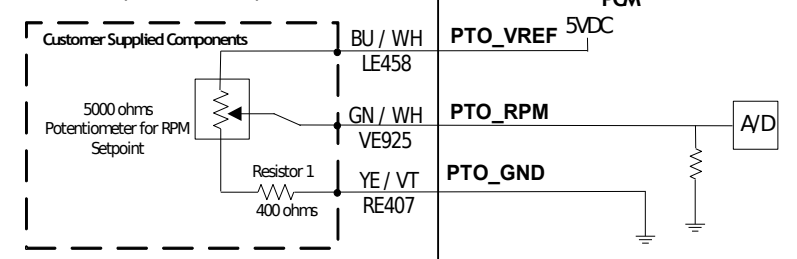 PCM
Customer Supplied Components
BU / WH
PTO_VREF
5VDC
LE458
5000 ohms
Potentiometer for RPM
Setpoint
GN / WH
PTO_RPM
A/D
VE925
Resistor 1
400 ohms
YE / VT
PTO_GND
RE407